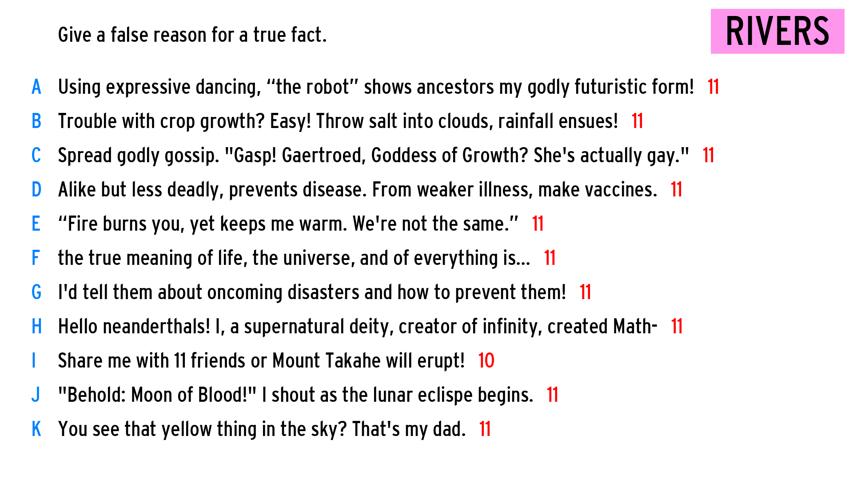 Give a false reason for a true fact.
RIVERS
A Using expressive dancing, “the robot” shows ancestors my godly futuristic form! 11
B Trouble with crop growth? Easy! Throw salt into clouds, rainfall ensues! 11
C Spread godly gossip. "Gasp! Gaertroed, Goddess of Growth? She's actually gay." 11
D Alike but less deadly, prevents disease. From weaker illness, make vaccines. 11
E “Fire burns you, yet keeps me warm. We're not the same.” 11
F the true meaning of life, the universe, and of everything is... 11
G I'd tell them about oncoming disasters and how to prevent them! 11
H Hello neanderthals! I, a supernatural deity, creator of infinity, created Math- 11
I Share me with 11 friends or Mount Takahe will erupt! 10
J "Behold: Moon of Blood!" I shout as the lunar eclispe begins. 11
K You see that yellow thing in the sky? That's my dad. 11